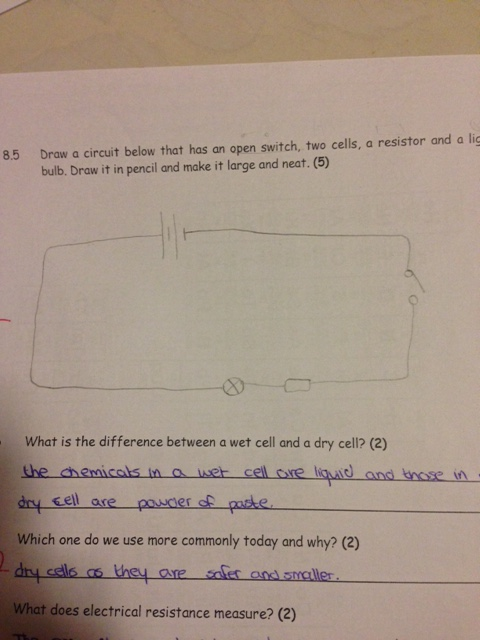 8.5 Draw a circuit below that has an open switch, two cells, a resistor and a lig
bulb. Draw it in pencil and make it large and neat. (5)
What is the difference between a wet cell and a dry cell? (2)
the chemicals in a wet cell are liquid and those in
dry cell are powder of paste.
Which one do we use more commonly today and why? (2)
dry cells as they are safer and smaller.
What does electrical resistance measure? (2)